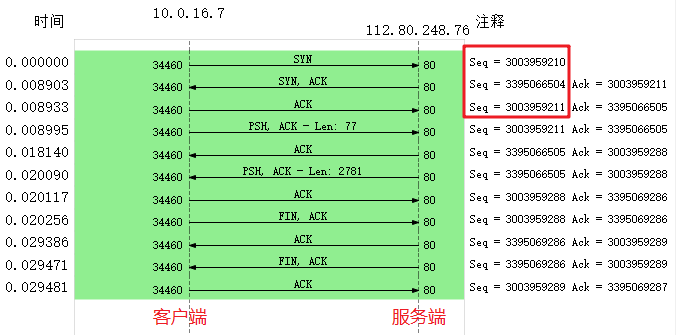 时间 10.0.16.7 112.80.248.76 注释
0.000000 34460 SYN 80 Seq = 3003959210
0.008903 34460 SYN, ACK 80 Seq = 3395066504 Ack = 3003959211
0.008933 34460 ACK 80 Seq = 3003959211 Ack = 3395066505
0.008995 34460 PSH, ACK - Len: 77 80 Seq = 3003959211 Ack = 3395066505
0.018140 34460 ACK 80 Seq = 3395066505 Ack = 3003959288
0.020090 34460 PSH, ACK - Len: 2781 80 Seq = 3395066505 Ack = 3003959288
0.020117 34460 ACK 80 Seq = 3003959288 Ack = 3395069286
0.020256 34460 FIN, ACK 80 Seq = 3003959288 Ack = 3395069286
0.029386 34460 ACK 80 Seq = 3395069286 Ack = 3003959289
0.029471 34460 FIN, ACK 80 Seq = 3395069286 Ack = 3003959289
0.029481 34460 ACK 80 Seq = 3003959289 Ack = 3395069287
客户端 服务端